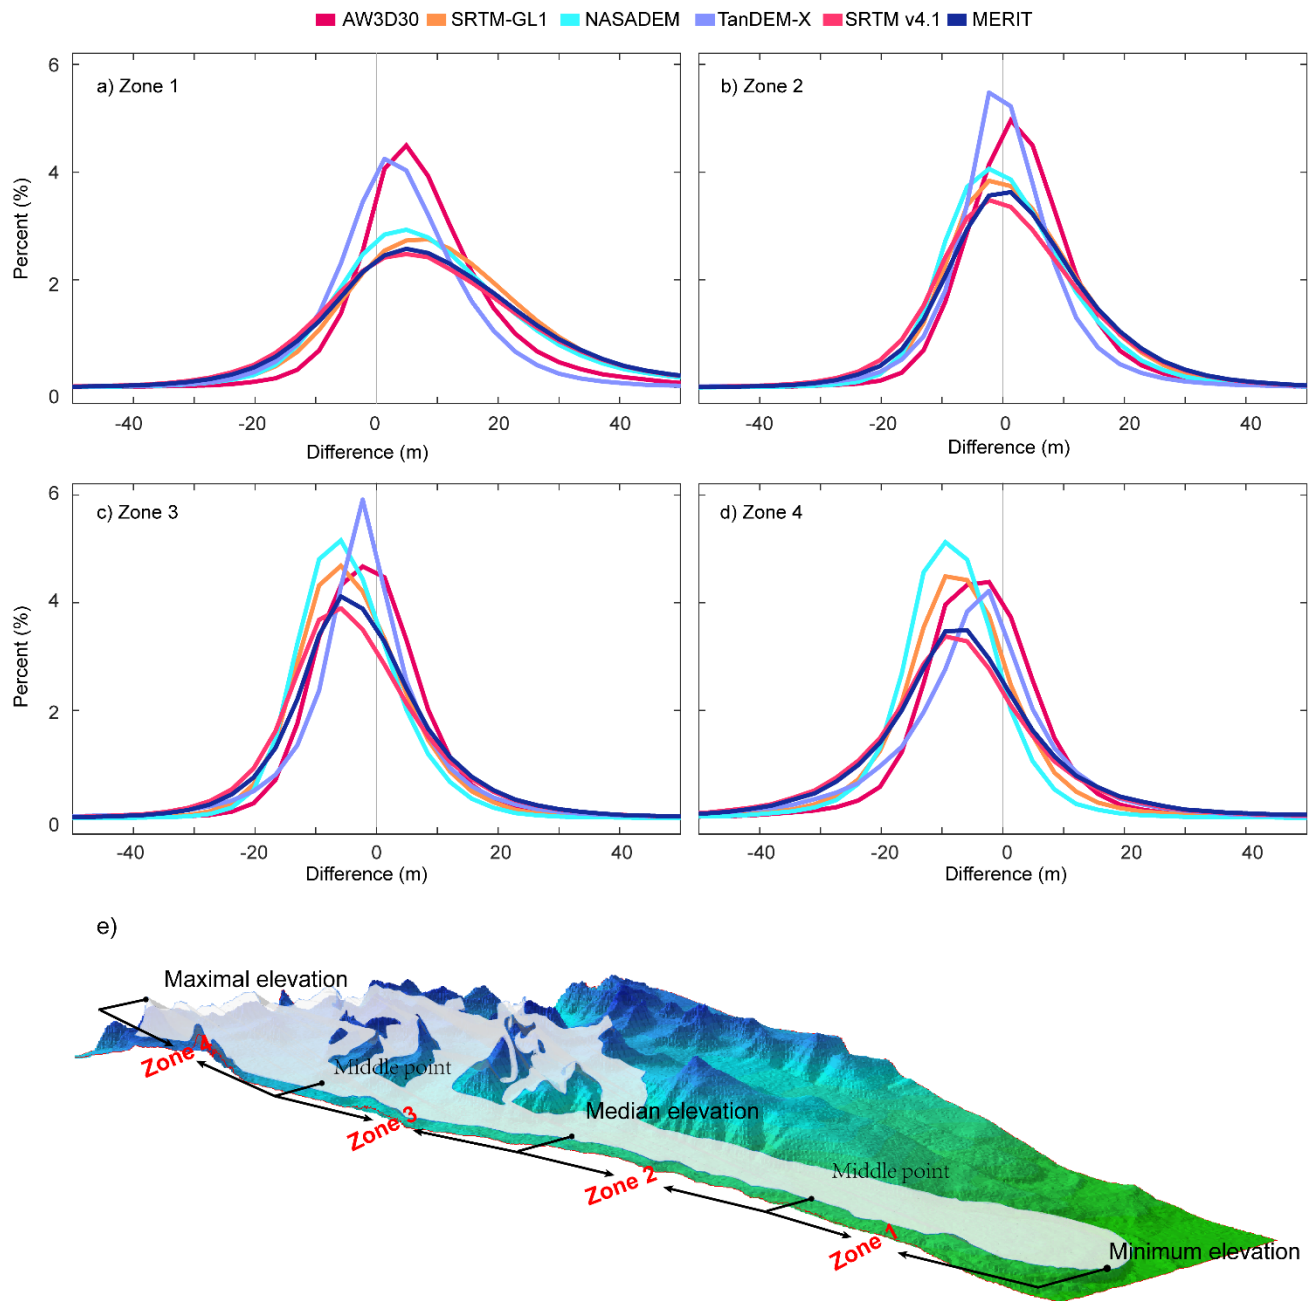 AW3D30 SRTM-GL1 NASADEM TanDEM-X SRTM v4.1 MERIT
a) Zone 1
6
4
2
0
Percent (%)
-40 -20 0 20 40
Difference (m)
b) Zone 2
-40 -20 0 20 40
Difference (m)
c) Zone 3
6
4
2
0
Percent (%)
-40 -20 0 20 40
Difference (m)
d) Zone 4
-40 -20 0 20 40
Difference (m)
e)
Maximal elevation
Zone 4
Middle point
Zone 3
Median elevation
Zone 2
Middle point
Zone 1
Minimum elevation